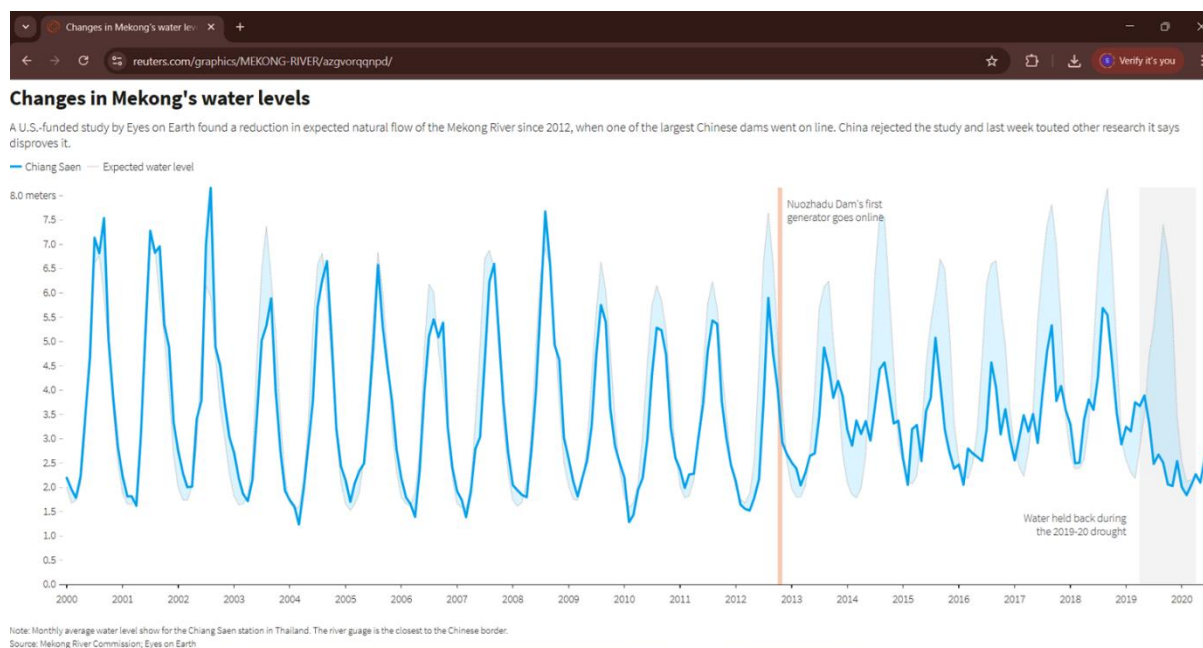 Changes in Mekong's water lev
reuters.com/graphics/MEKONG-RIVER/azgvorqqnpd/
Verify it's you
Changes in Mekong's water levels
A U.S.-funded study by Eyes on Earth found a reduction in expected natural flow of the Mekong River since 2012, when one of the largest Chinese dams went on line. China rejected the study and last week touted other research it says
disproves it.
Chiang Saen
Expected water level
8.0 meters
Nuozhadu Dam's first
generator goes online
7.5
7.0
6.5
6.0
5.5
5.0
4.5
4.0
3.5
3.0
2.5
2.0
1.5
Water held back during
the 2019-20 drought
1.0
0.5
0.0
2000 2001 2002 2003 2004 2005 2006 2007 2008 2009 2010 2011 2012 2013 2014 2015 2016 2017 2018 2019 2020
Note: Monthly average water level show for the Chiang Saen station in Thailand. The river guage is the closest to the Chinese border.
Source: Mekong River Commission; Eyes on Earth